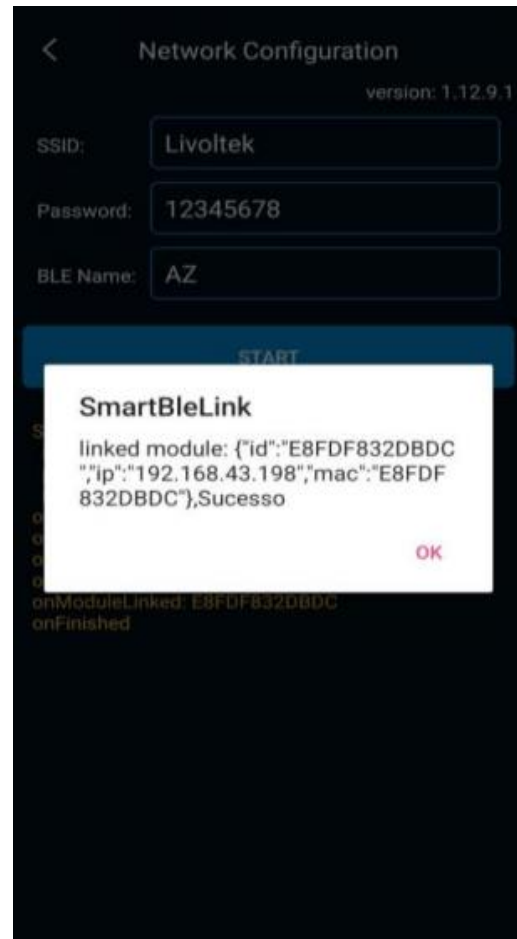 Network Configuration
version: 1.12.9.1
SSID: Livoltek
Password: 12345678
BLE Name: AZ
START
SmartBleLink
linked module: {"id":"E8FDF832DBDC
","ip":"192.168.43.198","mac":"E8FDF
832DBDC"},Sucesso
OK
onModuleLinked: E8FDF832DBDC
onFinished